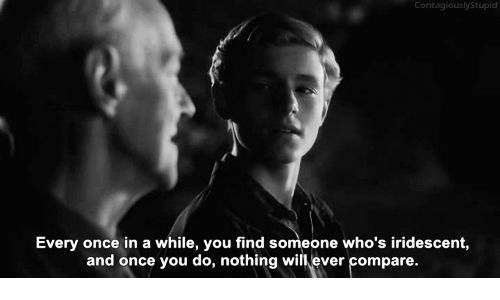 ContagiouslyStupid
Every once in a while, you find someone who's iridescent,
and once you do, nothing will ever compare.